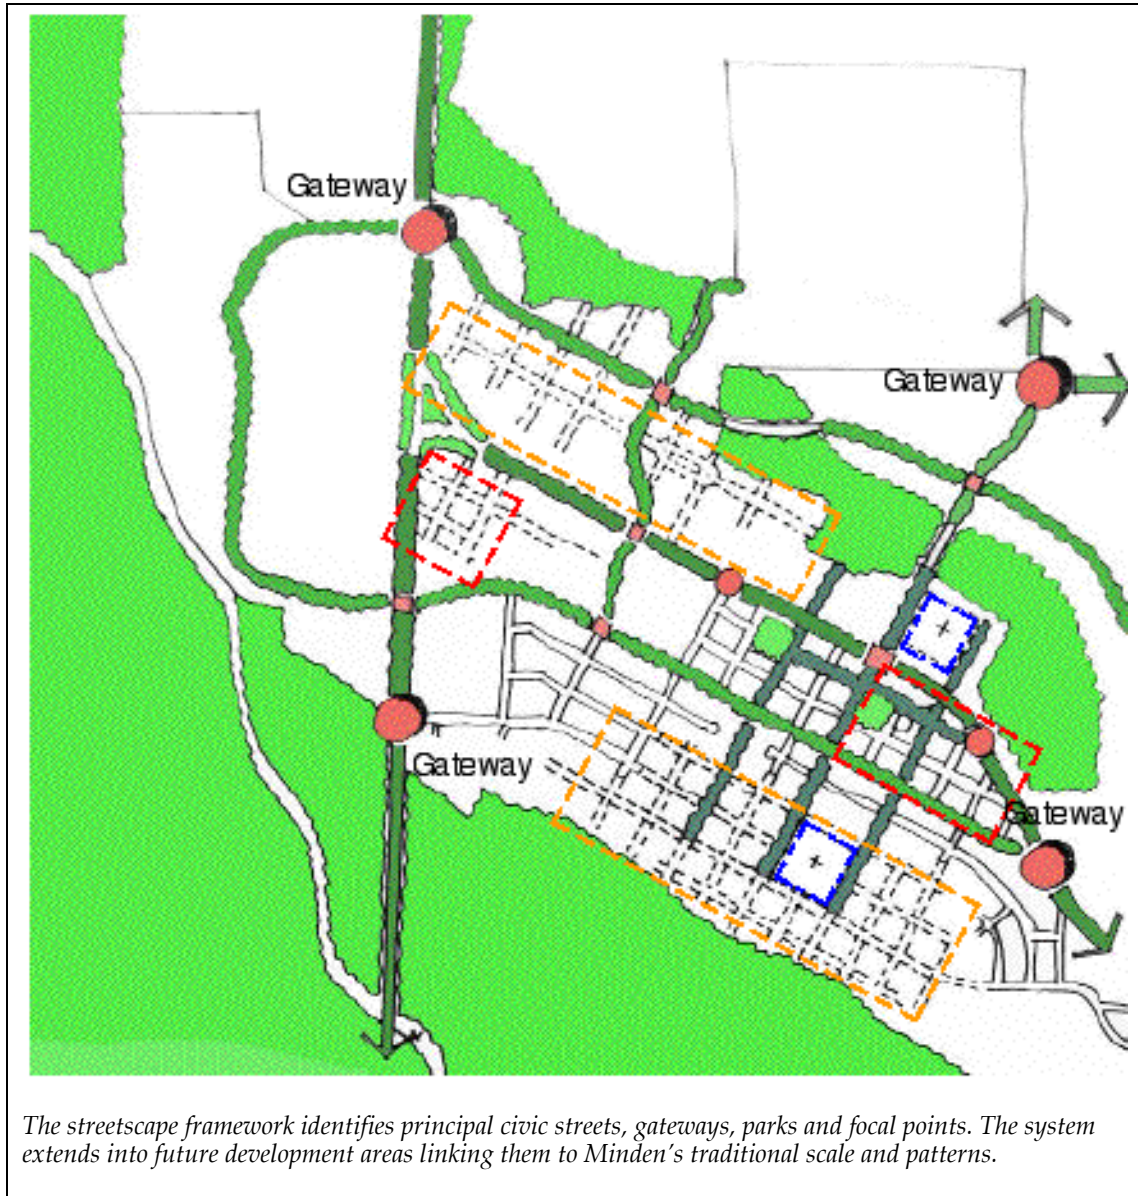 Gateway
Gateway
Gateway
Gateway
The streetscape framework identifies principal civic streets, gateways, parks and focal points. The system
extends into future development areas linking them to Minden's traditional scale and patterns.